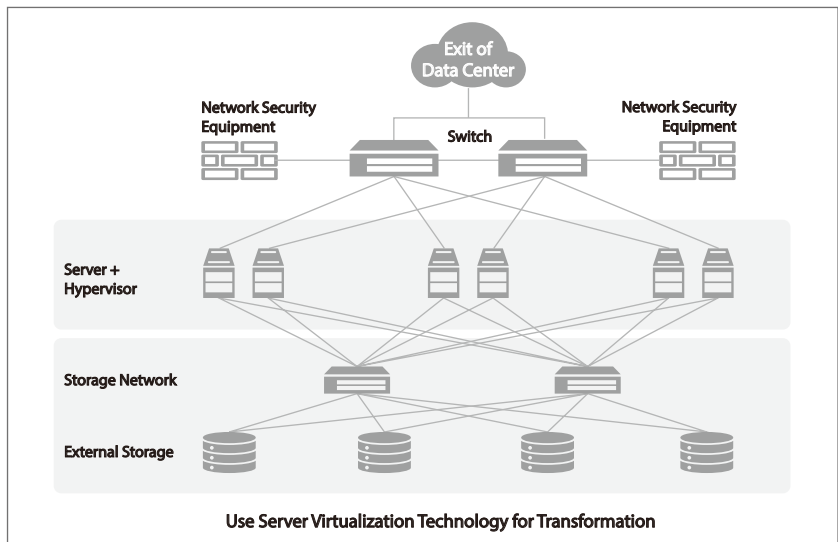 Exit of
Data Center
Network Security
Equipment
Switch
Network Security
Equipment
Server +
Hypervisor
Storage Network
External Storage
Use Server Virtualization Technology for Transformation